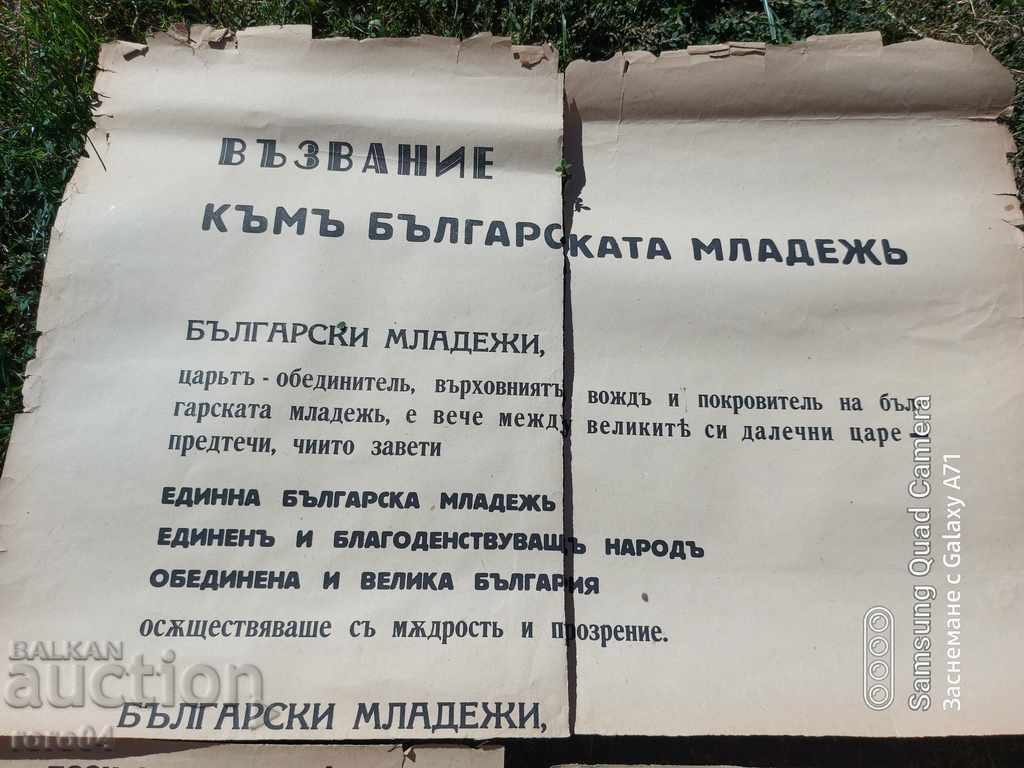 ВЪЗВАНИЕ
КЪМЪ БЪЛГАРСКАТА МЛАДЕЖЬ
БЪЛГАРСКИ МЛАДЕЖИ,
царьтъ - обединитель, върховниятъ вождъ и покровитель на бъл-
гарската младежь, е вече между великитѣ си далечни царе -
предтечи, чиито завети
ЕДИННА БЪЛГАРСКА МЛАДЕЖЬ
ЕДИНЕНЪ И БЛАГОДЕНСТВУВАЩЪ НАРОДЪ
ОБЕДИНЕНА И ВЕЛИКА БЪЛГАРИЯ
осѫществяваше съ мѫдрость и прозрение.
БЪЛГАРСКИ МЛАДЕЖИ,
BALKAN
auction
roro04
Samsung Quad Camera
Заснемане с Galaxy A71